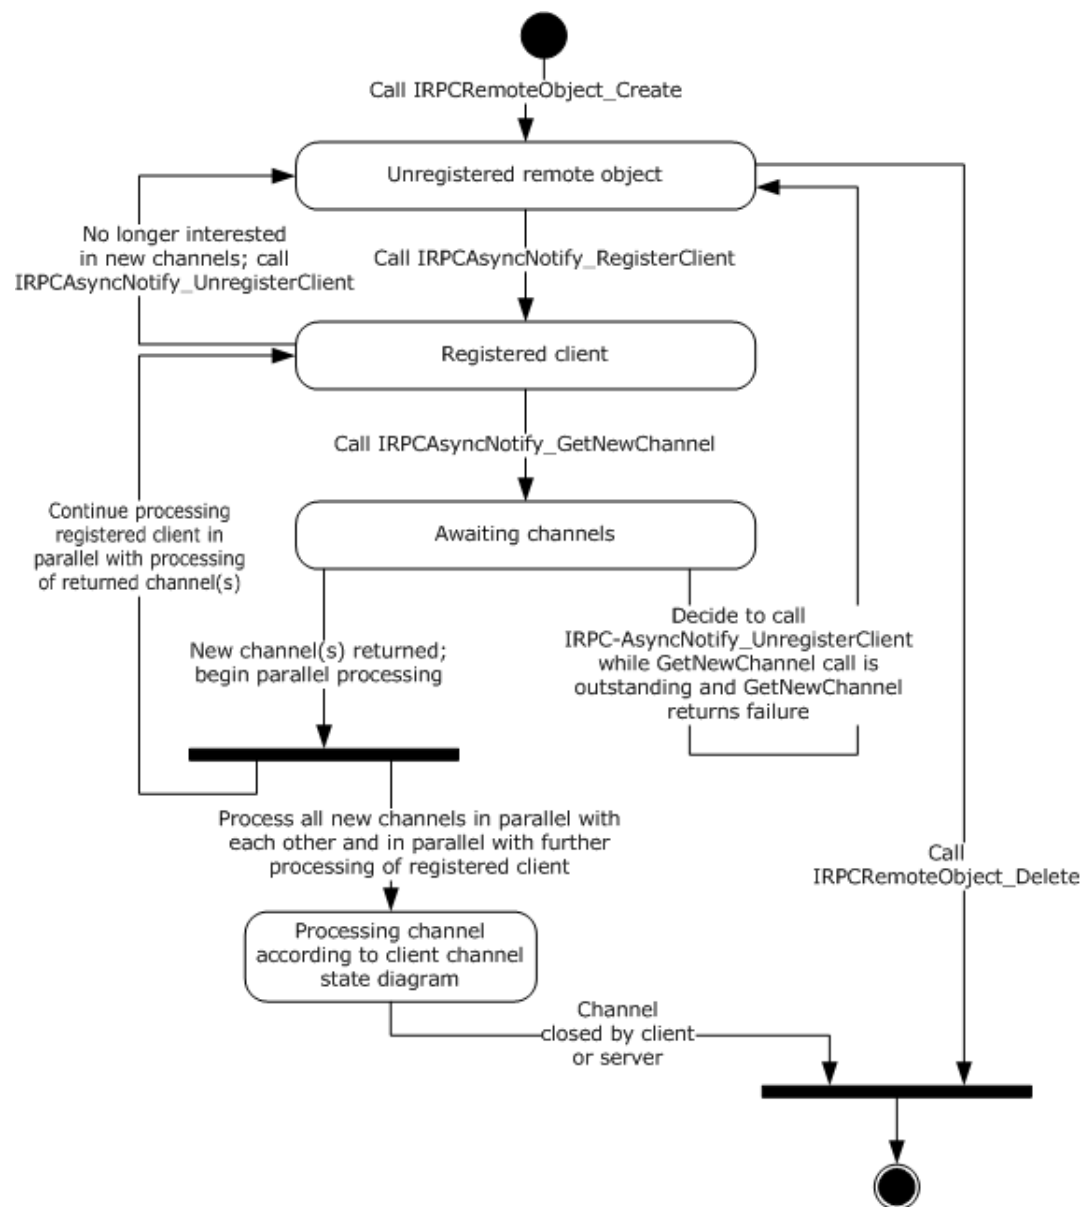 Call IRPCRemoteObject_Create
Unregistered remote object
No longer interested
in new channels; call
IRPCAsyncNotify_UnregisterClient
Call IRPCAsyncNotify_RegisterClient
Registered client
Call IRPCAsyncNotify_GetNewChannel
Continue processing
registered client in
parallel with processing
of returned channel(s)
Awaiting channels
New channel(s) returned;
begin parallel processing
Decide to call
IRPC-AsyncNotify_UnregisterClient
while GetNewChannel call is
outstanding and GetNewChannel
returns failure
Process all new channels in parallel with
each other and in parallel with further
processing of registered client
Call
IRPCRemoteObject_Delete
Processing channel
according to client channel
state diagram
Channel
closed by client
or server